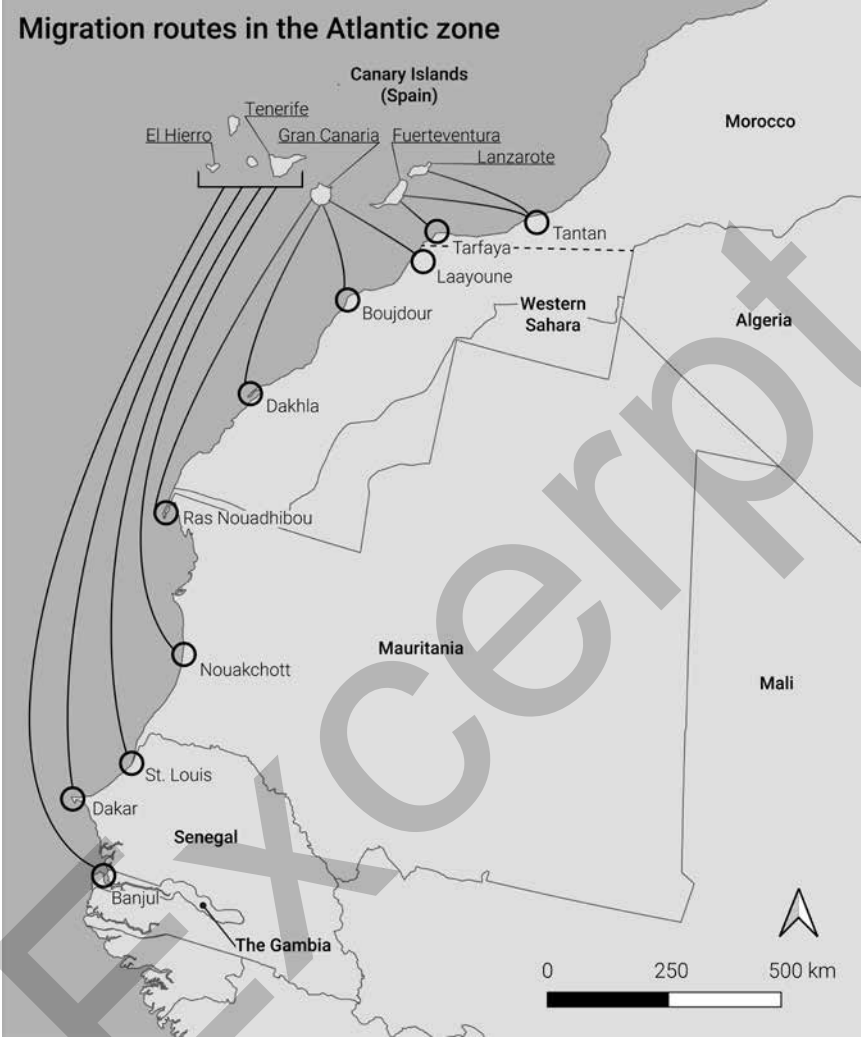 Migration routes in the Atlantic zone
Canary Islands
(Spain)
Tenerife
El Hierro
Gran Canaria
Fuerteventura
Lanzarote
Morocco
Tantan
Tarfaya
Laayoune
Boujdour
Western
Sahara
Algeria
Dakhla
Ras Nouadhibou
Mauritania
Nouakchott
Mali
St. Louis
Dakar
Senegal
Banjul
The Gambia
0 250 500 km
Excerpt